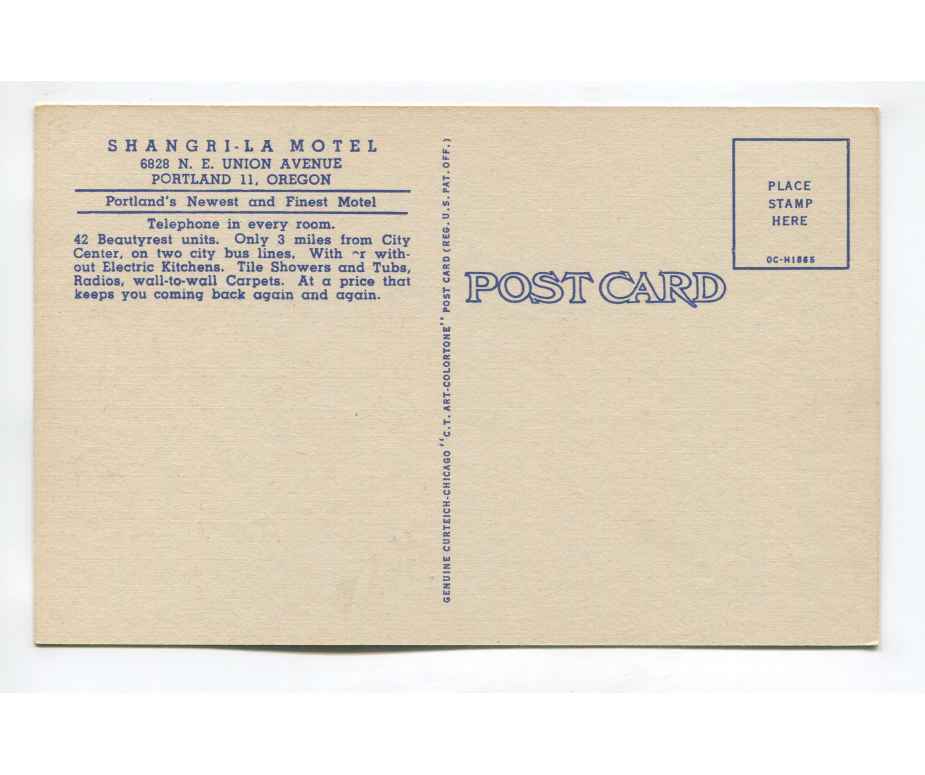 SHANGRI-LA MOTEL
6828 N. E. UNION AVENUE
PORTLAND 11, OREGON
Portland's Newest and Finest Motel
Telephone in every room.
42 Beautyrest units. Only 3 miles from City
Center, on two city bus lines. With or with-
out Electric Kitchens. Tile Showers and Tubs,
Radios, wall-to-wall Carpets. At a price that
keeps you coming back again and again.
GENUINE CURTEICH-CHICAGO "C.T. ART-COLORTONE" POST CARD (REG. U.S. PAT. OFF.)
POST CARD
PLACE
STAMP
HERE
0C-H1865